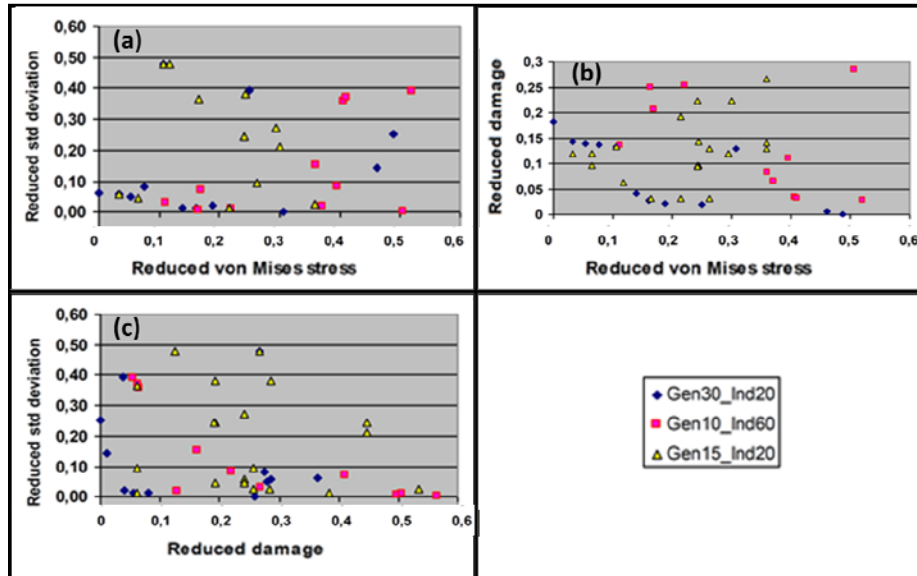 (a)
Reduced std deviation
0,60
0,50
0,40
0,30
0,20
0,10
0,00
0 0,1 0,2 0,3 0,4 0,5 0,6
Reduced von Mises stress
(b)
Reduced damage
0,3
0,25
0,2
0,15
0,1
0,05
0
0 0,1 0,2 0,3 0,4 0,5 0,6
Reduced von Mises stress
(c)
Reduced std deviation
0,60
0,50
0,40
0,30
0,20
0,10
0,00
0 0,1 0,2 0,3 0,4 0,5 0,6
Reduced damage
Gen30_Ind20
Gen10_Ind60
Gen15_Ind20